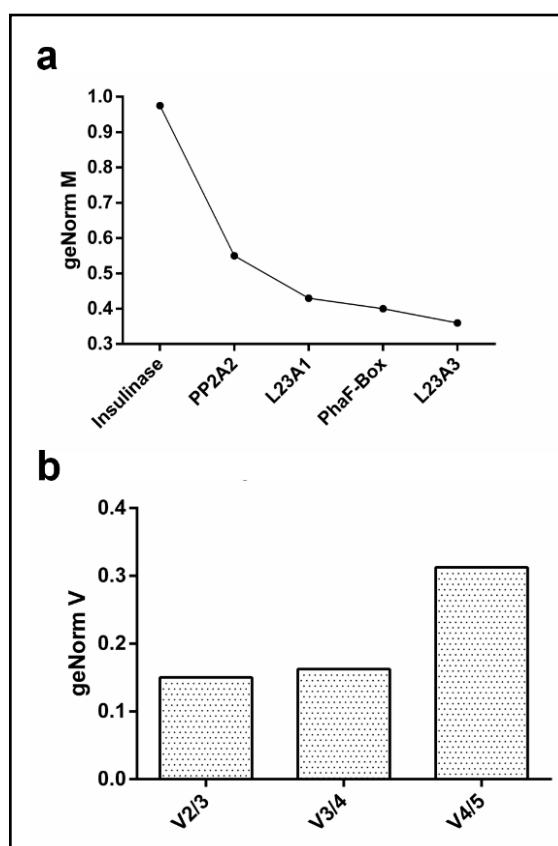 a
1.0
0.9
0.8
0.7
0.6
0.5
0.4
0.3
geNorm M
Insulinase
PP2A2
L23A1
PhaF-Box
L23A3
b
0.4
0.3
0.2
0.1
0.0
geNorm V
V2/3
V3/4
V4/5